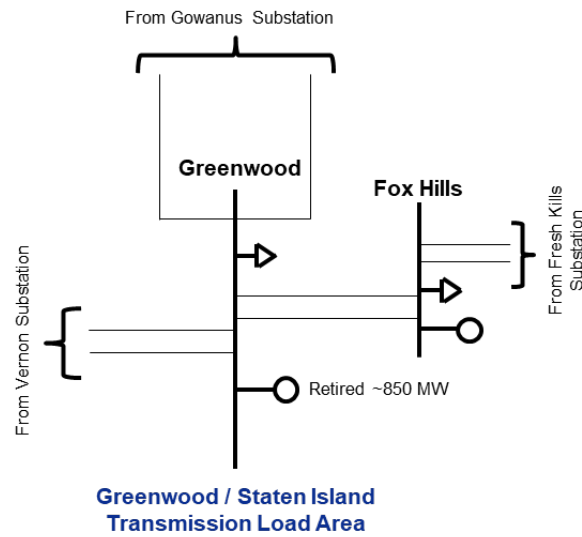 From Gowanus Substation
Greenwood
Fox Hills
From Fresh Kills
Substation
From Vernon Substation
Retired ~850 MW
Greenwood / Staten Island
Transmission Load Area